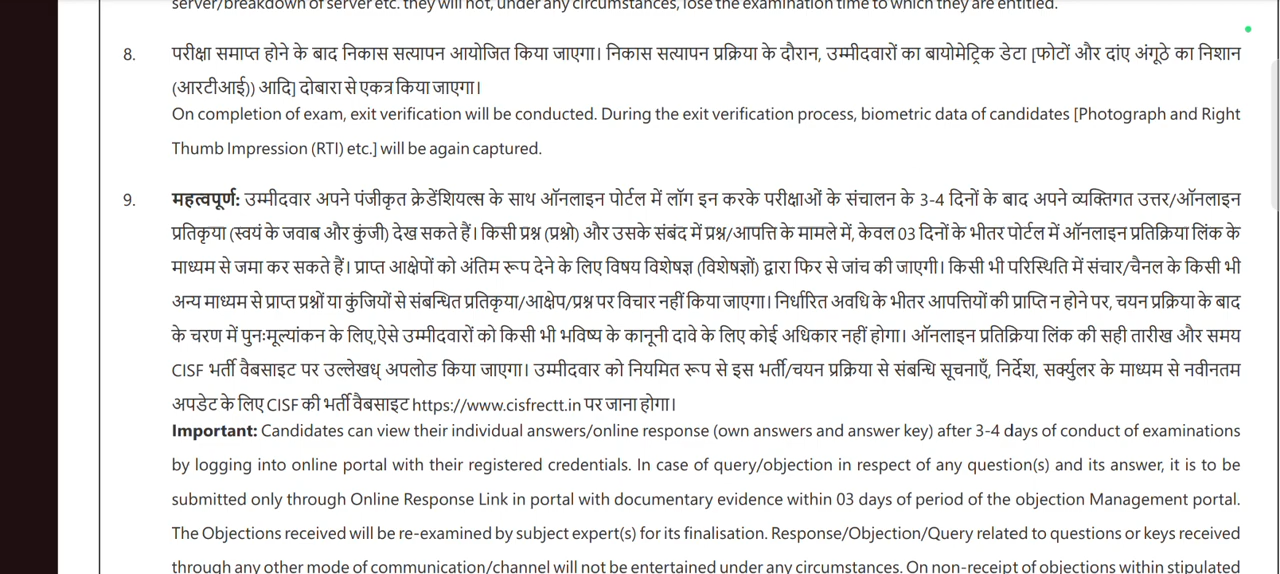 server/breakdown of server etc. they will not, under any circumstances, lose the examination time to which they are entitled.
8. परीक्षा समाप्त होने के बाद निकास सत्यापन आयोजित किया जाएगा। निकास सत्यापन प्रक्रिया के दौरान, उम्मीदवारों का बायोमेट्रिक डेटा [फोटों और दांए अंगूठे का निशान
(आरटीआई)) आदि] दोबारा से एकत्र किया जाएगा।
On completion of exam, exit verification will be conducted. During the exit verification process, biometric data of candidates [Photograph and Right
Thumb Impression (RTI) etc.] will be again captured.
9. महत्वपूर्ण: उम्मीदवार अपने पंजीकृत क्रेडेंशियल्स के साथ ऑनलाइन पोर्टल में लॉग इन करके परीक्षाओं के संचालन के 3-4 दिनों के बाद अपने व्यक्तिगत उत्तर/ऑनलाइन
प्रतिकृया (स्वयं के जवाब और कुंजी) देख सकते हैं। किसी प्रश्न (प्रश्नो) और उसके संबंद में प्रश्न/आपत्ति के मामले में, केवल 03 दिनों के भीतर पोर्टल में ऑनलाइन प्रतिक्रिया लिंक के
माध्यम से जमा कर सकते हैं। प्राप्त आक्षेपों को अंतिम रूप देने के लिए विषय विशेषज्ञ (विशेषज्ञों) द्वारा फिर से जांच की जाएगी। किसी भी परिस्थिति में संचार/चैनल के किसी भी
अन्य माध्यम से प्राप्त प्रश्नों या कुंजियों से संबन्धित प्रतिकृया/आक्षेप/प्रश्न पर विचार नहीं किया जाएगा। निर्धारित अवधि के भीतर आपत्तियों की प्राप्ति न होने पर, चयन प्रक्रिया के बाद
के चरण में पुनःमूल्यांकन के लिए,ऐसे उम्मीदवारों को किसी भी भविष्य के कानूनी दावे के लिए कोई अधिकार नहीं होगा। ऑनलाइन प्रतिक्रिया लिंक की सही तारीख और समय
CISF भर्ती वैबसाइट पर उल्लेखध् अपलोड किया जाएगा। उम्मीदवार को नियमित रूप से इस भर्ती/चयन प्रक्रिया से संबन्धि सूचनाएँ, निर्देश, सर्क्युलर के माध्यम से नवीनतम
अपडेट के लिए CISF की भर्ती वैबसाइट https://www.cisfrectt.in पर जाना होगा।
Important: Candidates can view their individual answers/online response (own answers and answer key) after 3-4 days of conduct of examinations
by logging into online portal with their registered credentials. In case of query/objection in respect of any question(s) and its answer, it is to be
submitted only through Online Response Link in portal with documentary evidence within 03 days of period of the objection Management portal.
The Objections received will be re-examined by subject expert(s) for its finalisation. Response/Objection/Query related to questions or keys received
through any other mode of communication/channel will not be entertained under any circumstances. On non-receipt of objections within stipulated